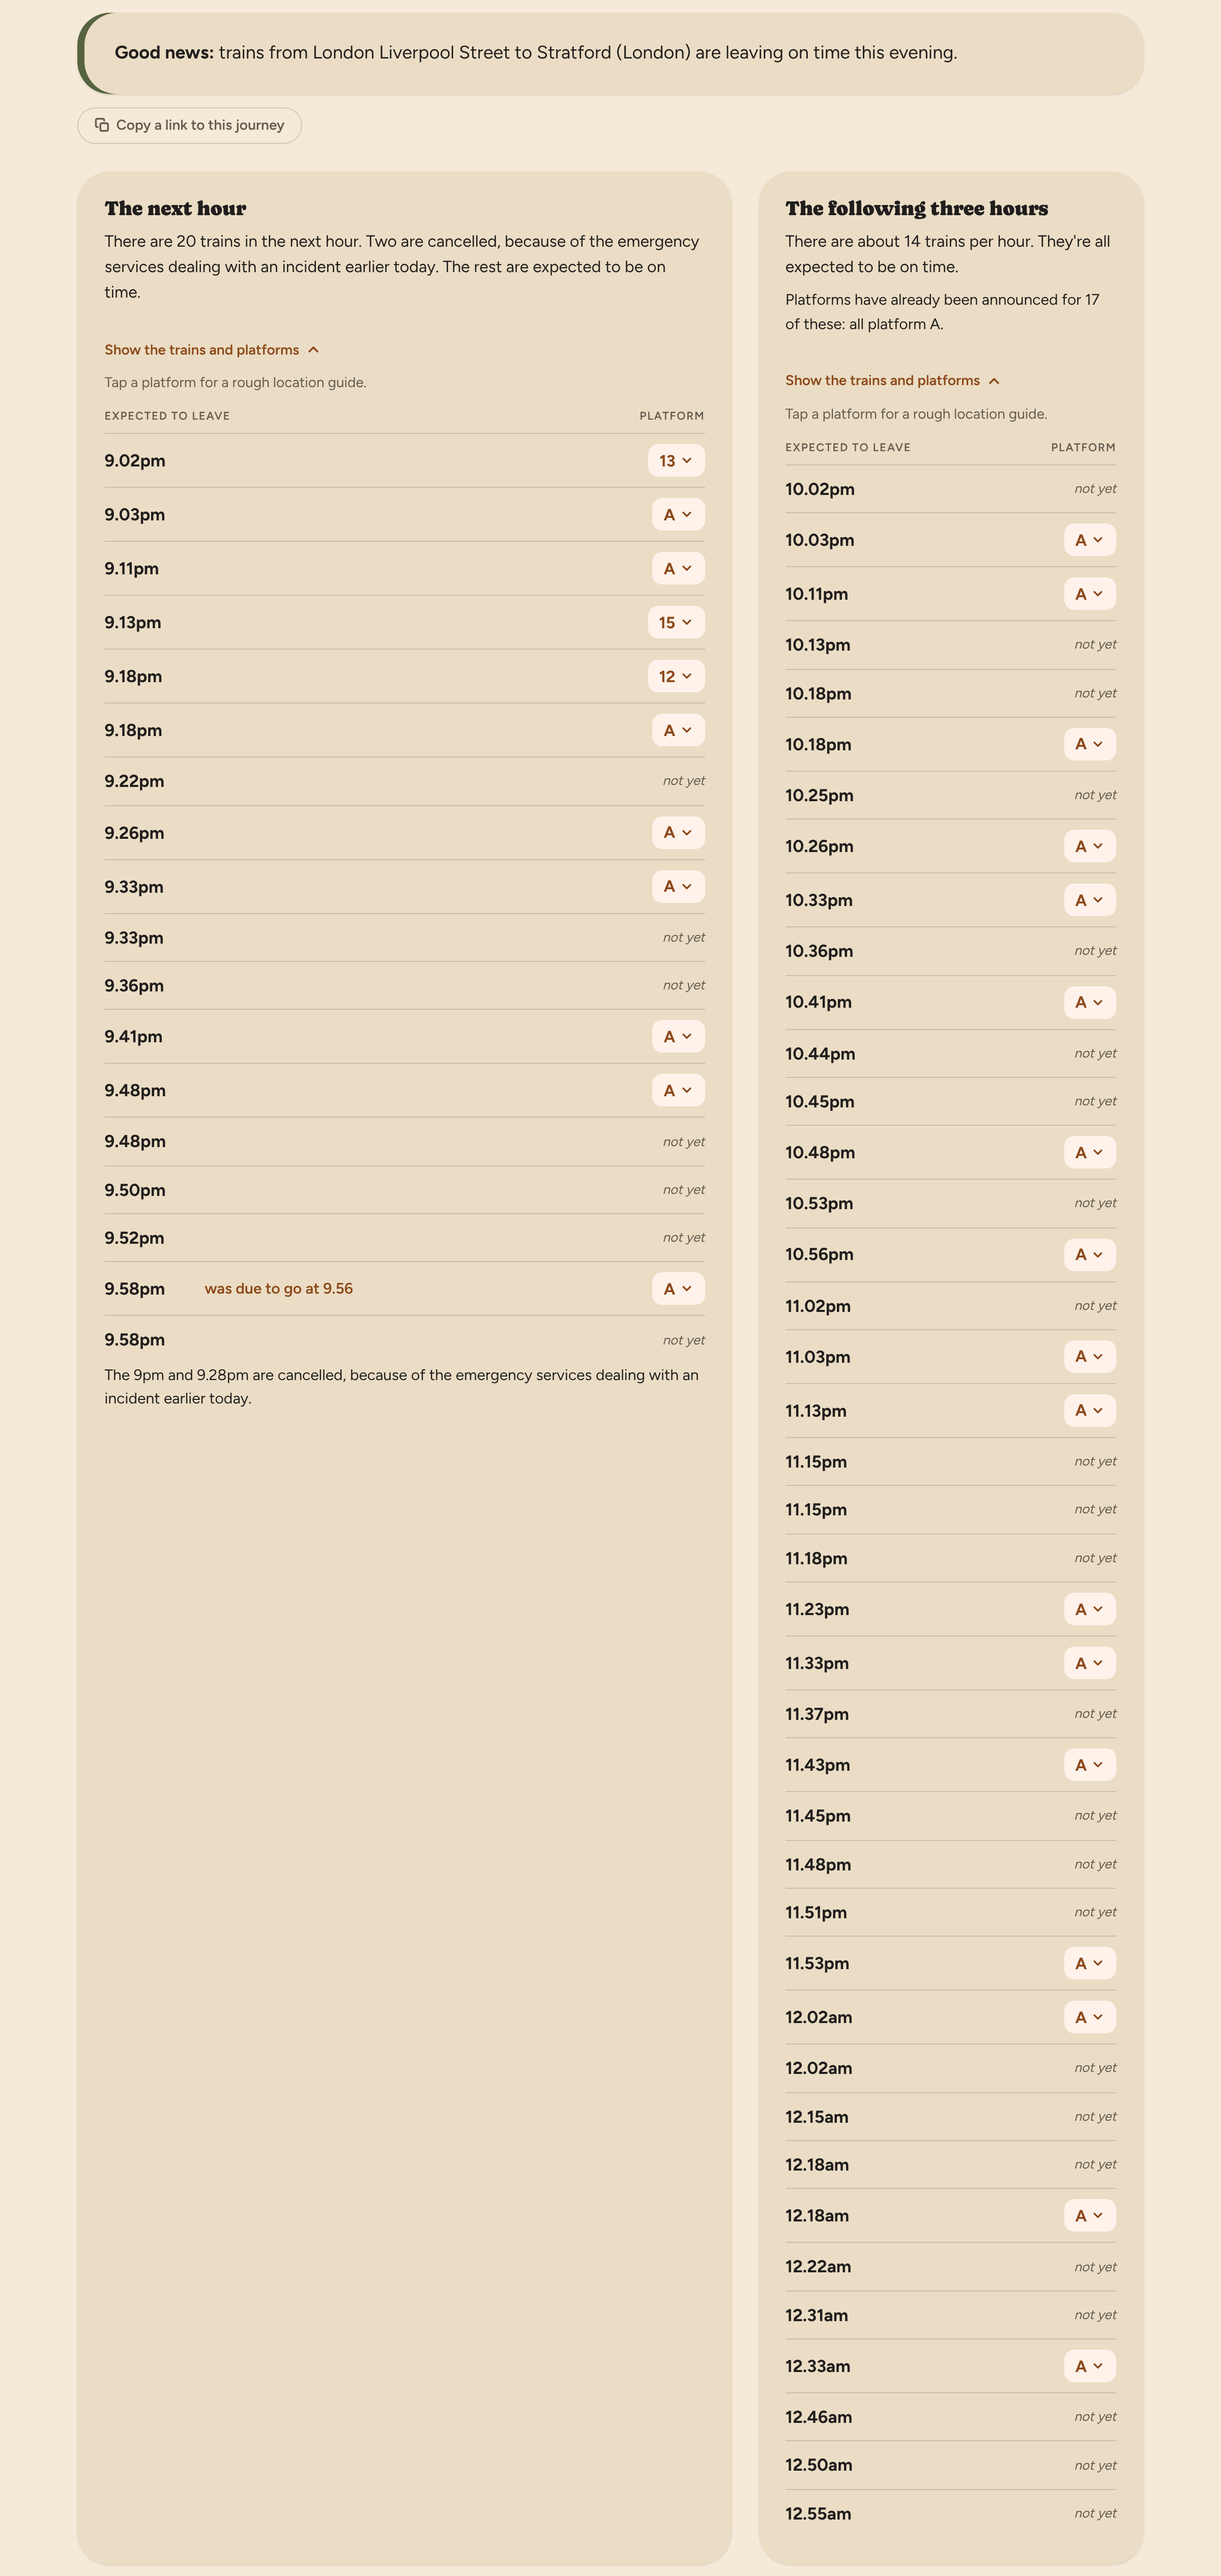 Good news: trains from London Liverpool Street to Stratford (London) are leaving on time this evening.
Copy a link to this journey
The next hour
There are 20 trains in the next hour. Two are cancelled, because of the emergency
services dealing with an incident earlier today. The rest are expected to be on
time.
Show the trains and platforms
Tap a platform for a rough location guide.
EXPECTED TO LEAVE PLATFORM
9.02pm 13
9.03pm A
9.11pm A
9.13pm 15
9.18pm 12
9.18pm A
9.22pm not yet
9.26pm A
9.33pm A
9.33pm not yet
9.36pm not yet
9.41pm A
9.48pm A
9.48pm not yet
9.50pm not yet
9.52pm not yet
9.58pm was due to go at 9.56 A
9.58pm not yet
The 9pm and 9.28pm are cancelled, because of the emergency services dealing with an
incident earlier today.
The following three hours
There are about 14 trains per hour. They're all
expected to be on time.
Platforms have already been announced for 17
of these: all platform A.
Show the trains and platforms
Tap a platform for a rough location guide.
EXPECTED TO LEAVE PLATFORM
10.02pm not yet
10.03pm A
10.11pm A
10.13pm not yet
10.18pm not yet
10.18pm A
10.25pm not yet
10.26pm A
10.33pm A
10.36pm not yet
10.41pm A
10.44pm not yet
10.45pm not yet
10.48pm A
10.53pm not yet
10.56pm A
11.02pm not yet
11.03pm A
11.13pm A
11.15pm not yet
11.15pm not yet
11.18pm not yet
11.23pm A
11.33pm A
11.37pm not yet
11.43pm A
11.45pm not yet
11.48pm not yet
11.51pm not yet
11.53pm A
12.02am A
12.02am not yet
12.15am not yet
12.18am not yet
12.18am A
12.22am not yet
12.31am not yet
12.33am A
12.46am not yet
12.50am not yet
12.55am not yet